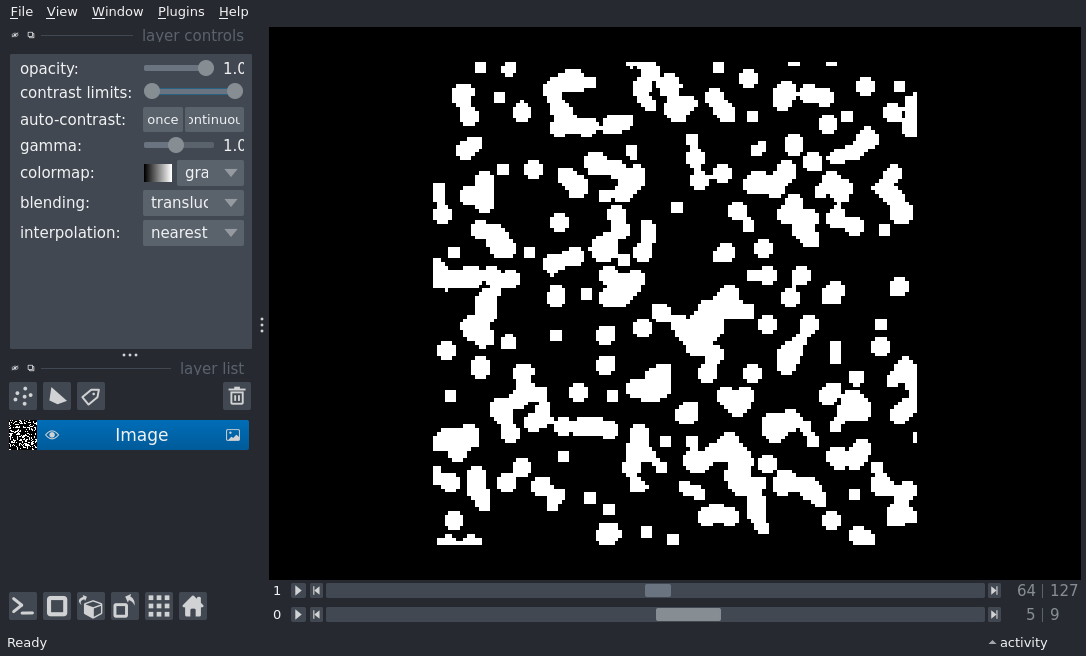 File View Window Plugins Help
layer controls
opacity: 1.0
contrast limits:
auto-contrast: once ontinuou
gamma: 1.0
colormap: gra
blending: transluc
interpolation: nearest
layer list
Image
1 64 | 127
0 5 | 9
Ready activity